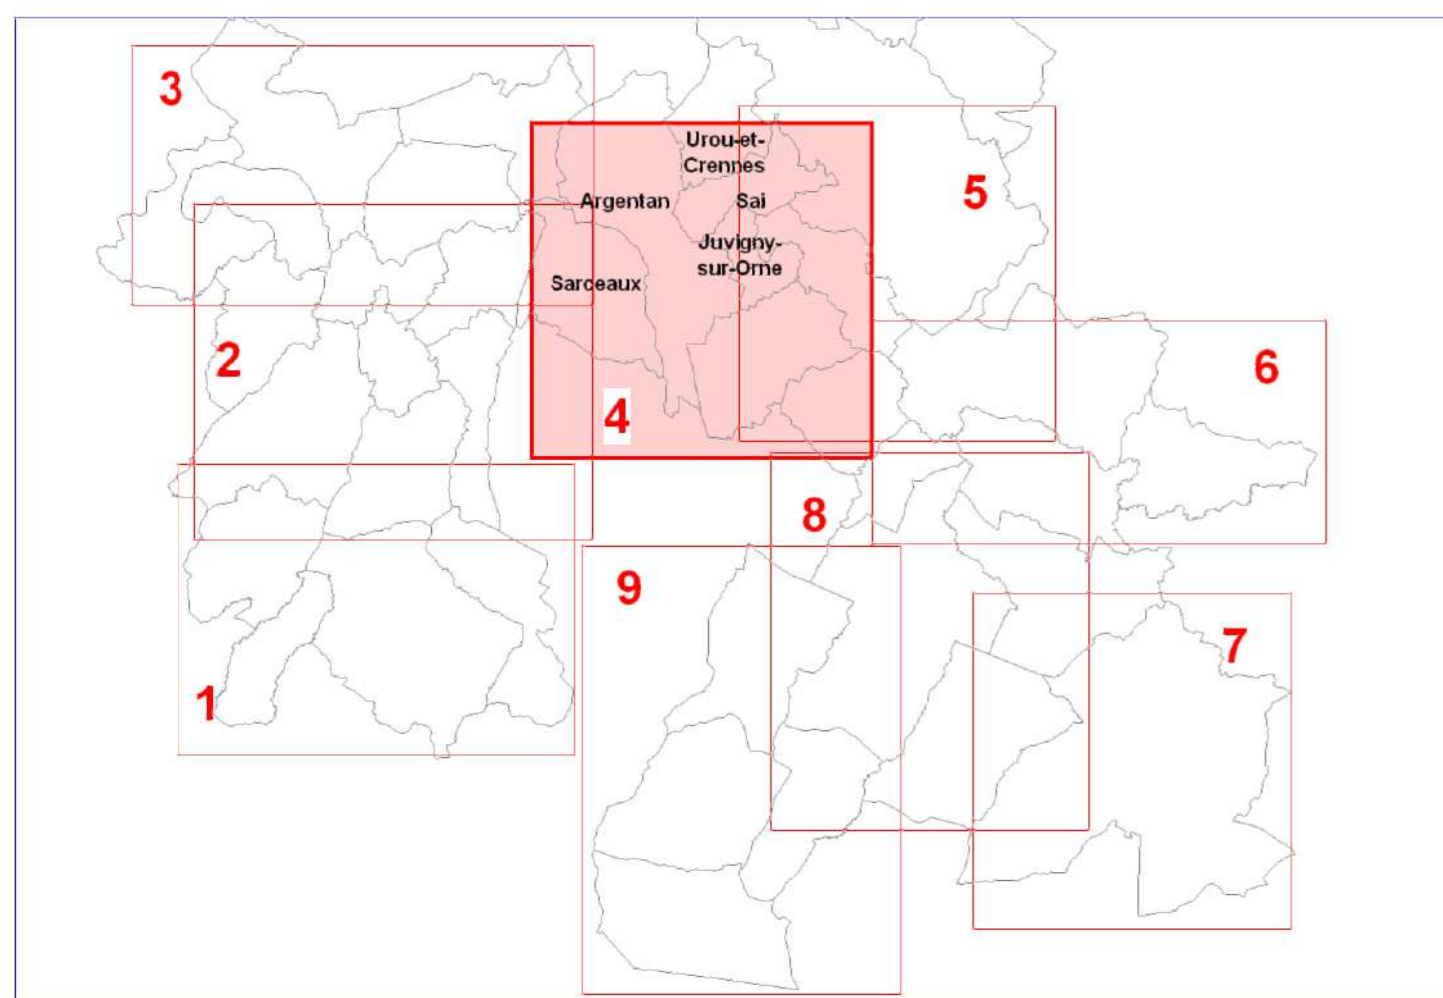 3
Urou-et-
Crennes
5
Argentan
Sai
Juvigny-
sur-Orne
Sarceaux
2
6
4
8
9
7
1